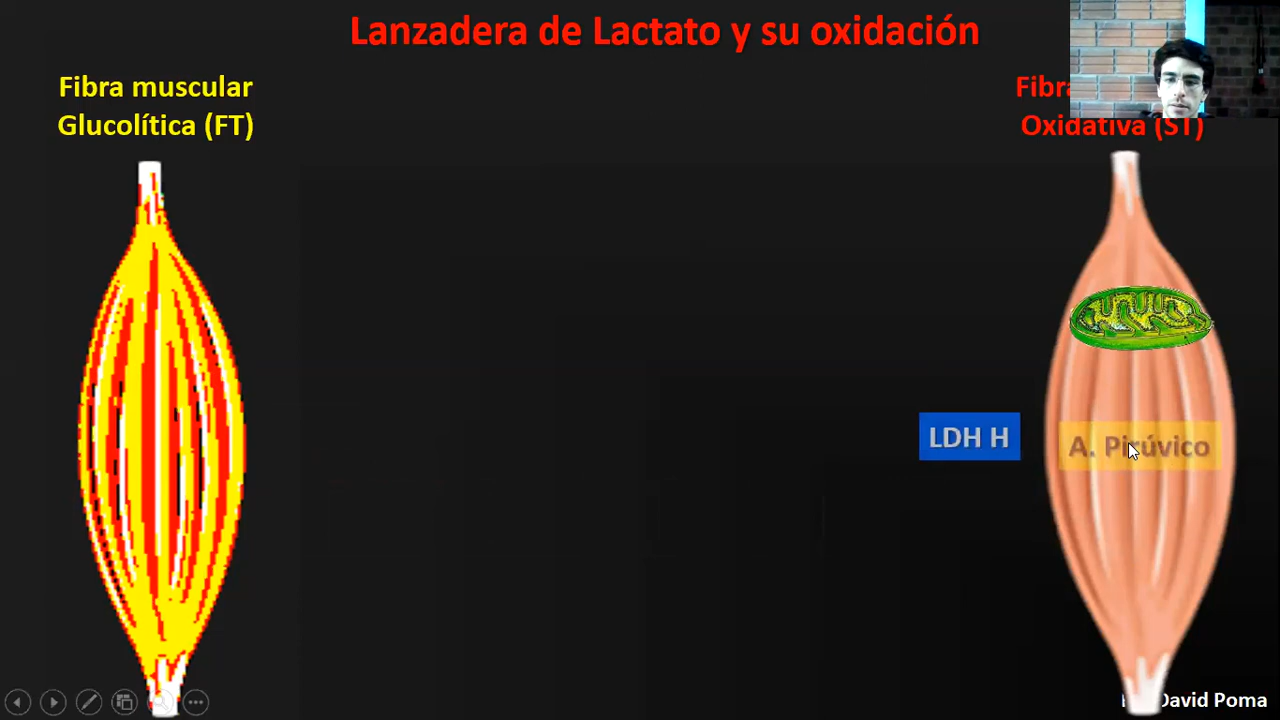 Lanzadera de Lactato y su oxidación
Fibra muscular
Glucolítica (FT)
Oxidativa (ST)
LDH H
A. Pirúvico
David Poma